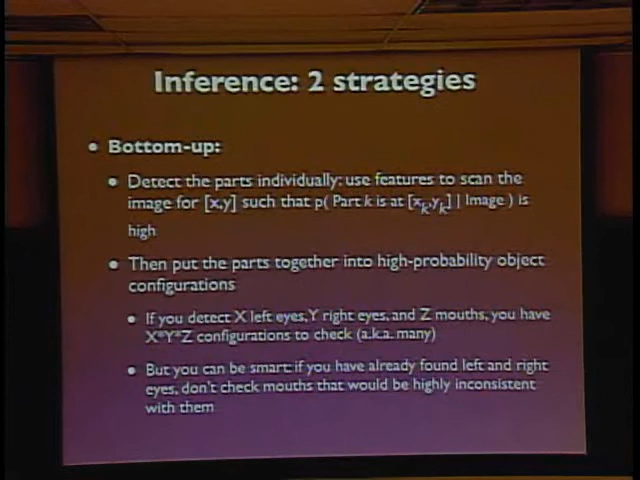 Inference: 2 strategies
• Bottom-up:
• Detect the parts individually: use features to scan the
image for [x,y] such that p( Part k is at [xk,yk] | Image ) is
high
• Then put the parts together into high-probability object
configurations
• If you detect X left eyes, Y right eyes, and Z mouths, you have
X*Y*Z configurations to check (a.k.a. many)
• But you can be smart: if you have already found left and right
eyes, don't check mouths that would be highly inconsistent
with them